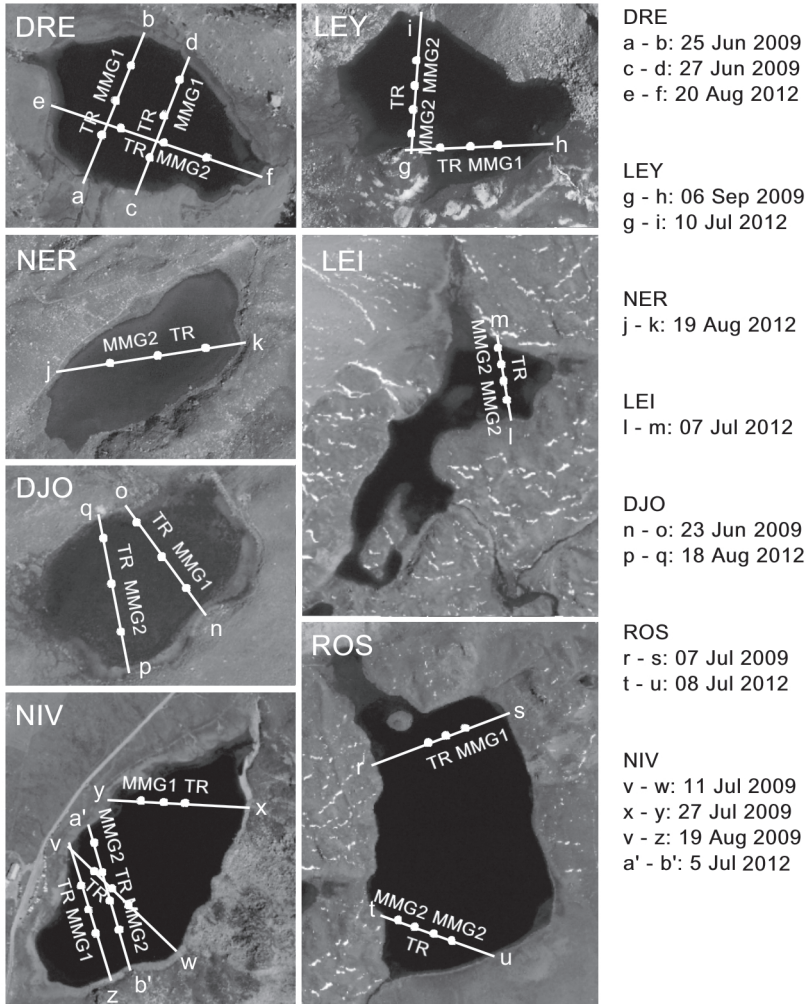 DRE
b
d
MMG1
MMG1
e
TR
TR
TR MMG2
f
a
c
LEY
i
MMG2
TR
MMG2
g
h
TR MMG1
NER
MMG2 TR
j
k
LEI
m
MMG2 MMG2
TR
l
DJO
q
o
TR MMG1
TR MMG2
n
p
NIV
MMG1 TR
y
x
a'
MMG2 TR MMG2
v
TR
TR MMG1
w
b'
z
ROS
s
TR MMG1
r
MMG2 MMG2
t
TR
u
DRE
a - b: 25 Jun 2009
c - d: 27 Jun 2009
e - f: 20 Aug 2012
LEY
g - h: 06 Sep 2009
g - i: 10 Jul 2012
NER
j - k: 19 Aug 2012
LEI
l - m: 07 Jul 2012
DJO
n - o: 23 Jun 2009
p - q: 18 Aug 2012
ROS
r - s: 07 Jul 2009
t - u: 08 Jul 2012
NIV
v - w: 11 Jul 2009
x - y: 27 Jul 2009
v - z: 19 Aug 2009
a' - b': 5 Jul 2012